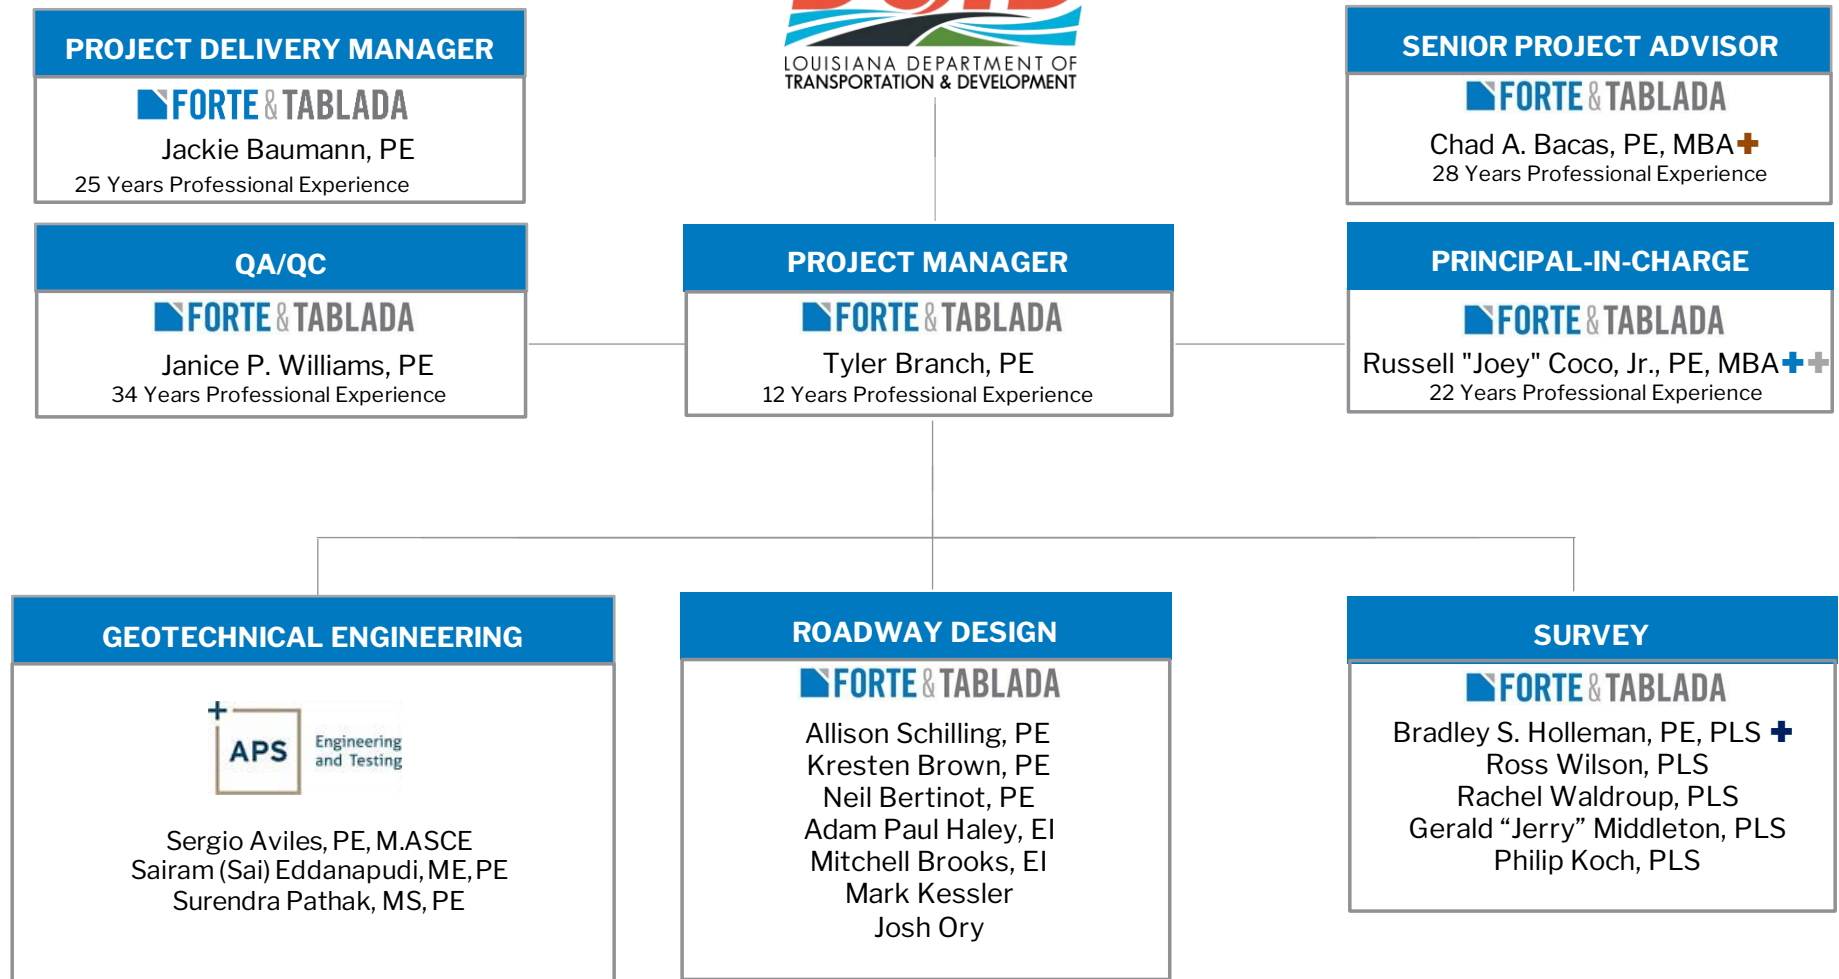 PROJECT DELIVERY MANAGER
FORTE & TABLADA
Jackie Baumann, PE
25 Years Professional Experience
LOUISIANA DEPARTMENT OF
TRANSPORTATION & DEVELOPMENT
SENIOR PROJECT ADVISOR
FORTE & TABLADA
Chad A. Bacas, PE, MBA
28 Years Professional Experience
QA/QC
FORTE & TABLADA
Janice P. Williams, PE
34 Years Professional Experience
PROJECT MANAGER
FORTE & TABLADA
Tyler Branch, PE
12 Years Professional Experience
PRINCIPAL-IN-CHARGE
FORTE & TABLADA
Russell "Joey" Coco, Jr., PE, MBA
22 Years Professional Experience
GEOTECHNICAL ENGINEERING
APS
Engineering
and Testing
Sergio Aviles, PE, M.ASCE
Sairam (Sai) Eddanapudi, ME, PE
Surendra Pathak, MS, PE
ROADWAY DESIGN
FORTE & TABLADA
Allison Schilling, PE
Kresten Brown, PE
Neil Bertinot, PE
Adam Paul Haley, EI
Mitchell Brooks, EI
Mark Kessler
Josh Ory
SURVEY
FORTE & TABLADA
Bradley S. Holleman, PE, PLS
Ross Wilson, PLS
Rachel Waldroup, PLS
Gerald “Jerry” Middleton, PLS
Philip Koch, PLS